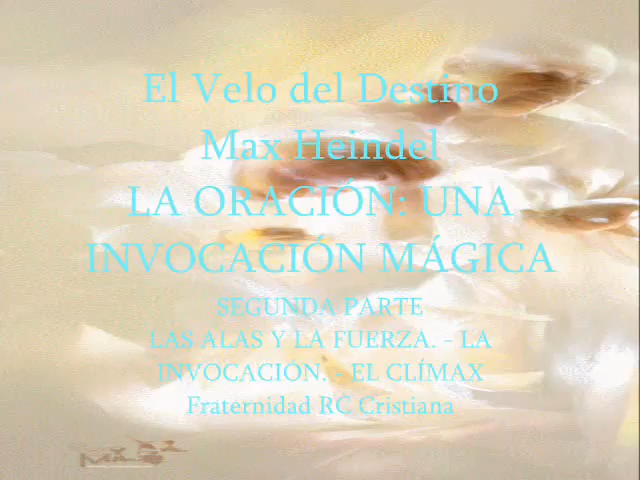 El Velo del Destino
Max Heindel
LA ORACIÓN: UNA
INVOCACIÓN MÁGICA
SEGUNDA PARTE
LAS ALAS Y LA FUERZA. - LA
INVOCACIÓN. - EL CLÍMAX
Fraternidad RC Cristiana